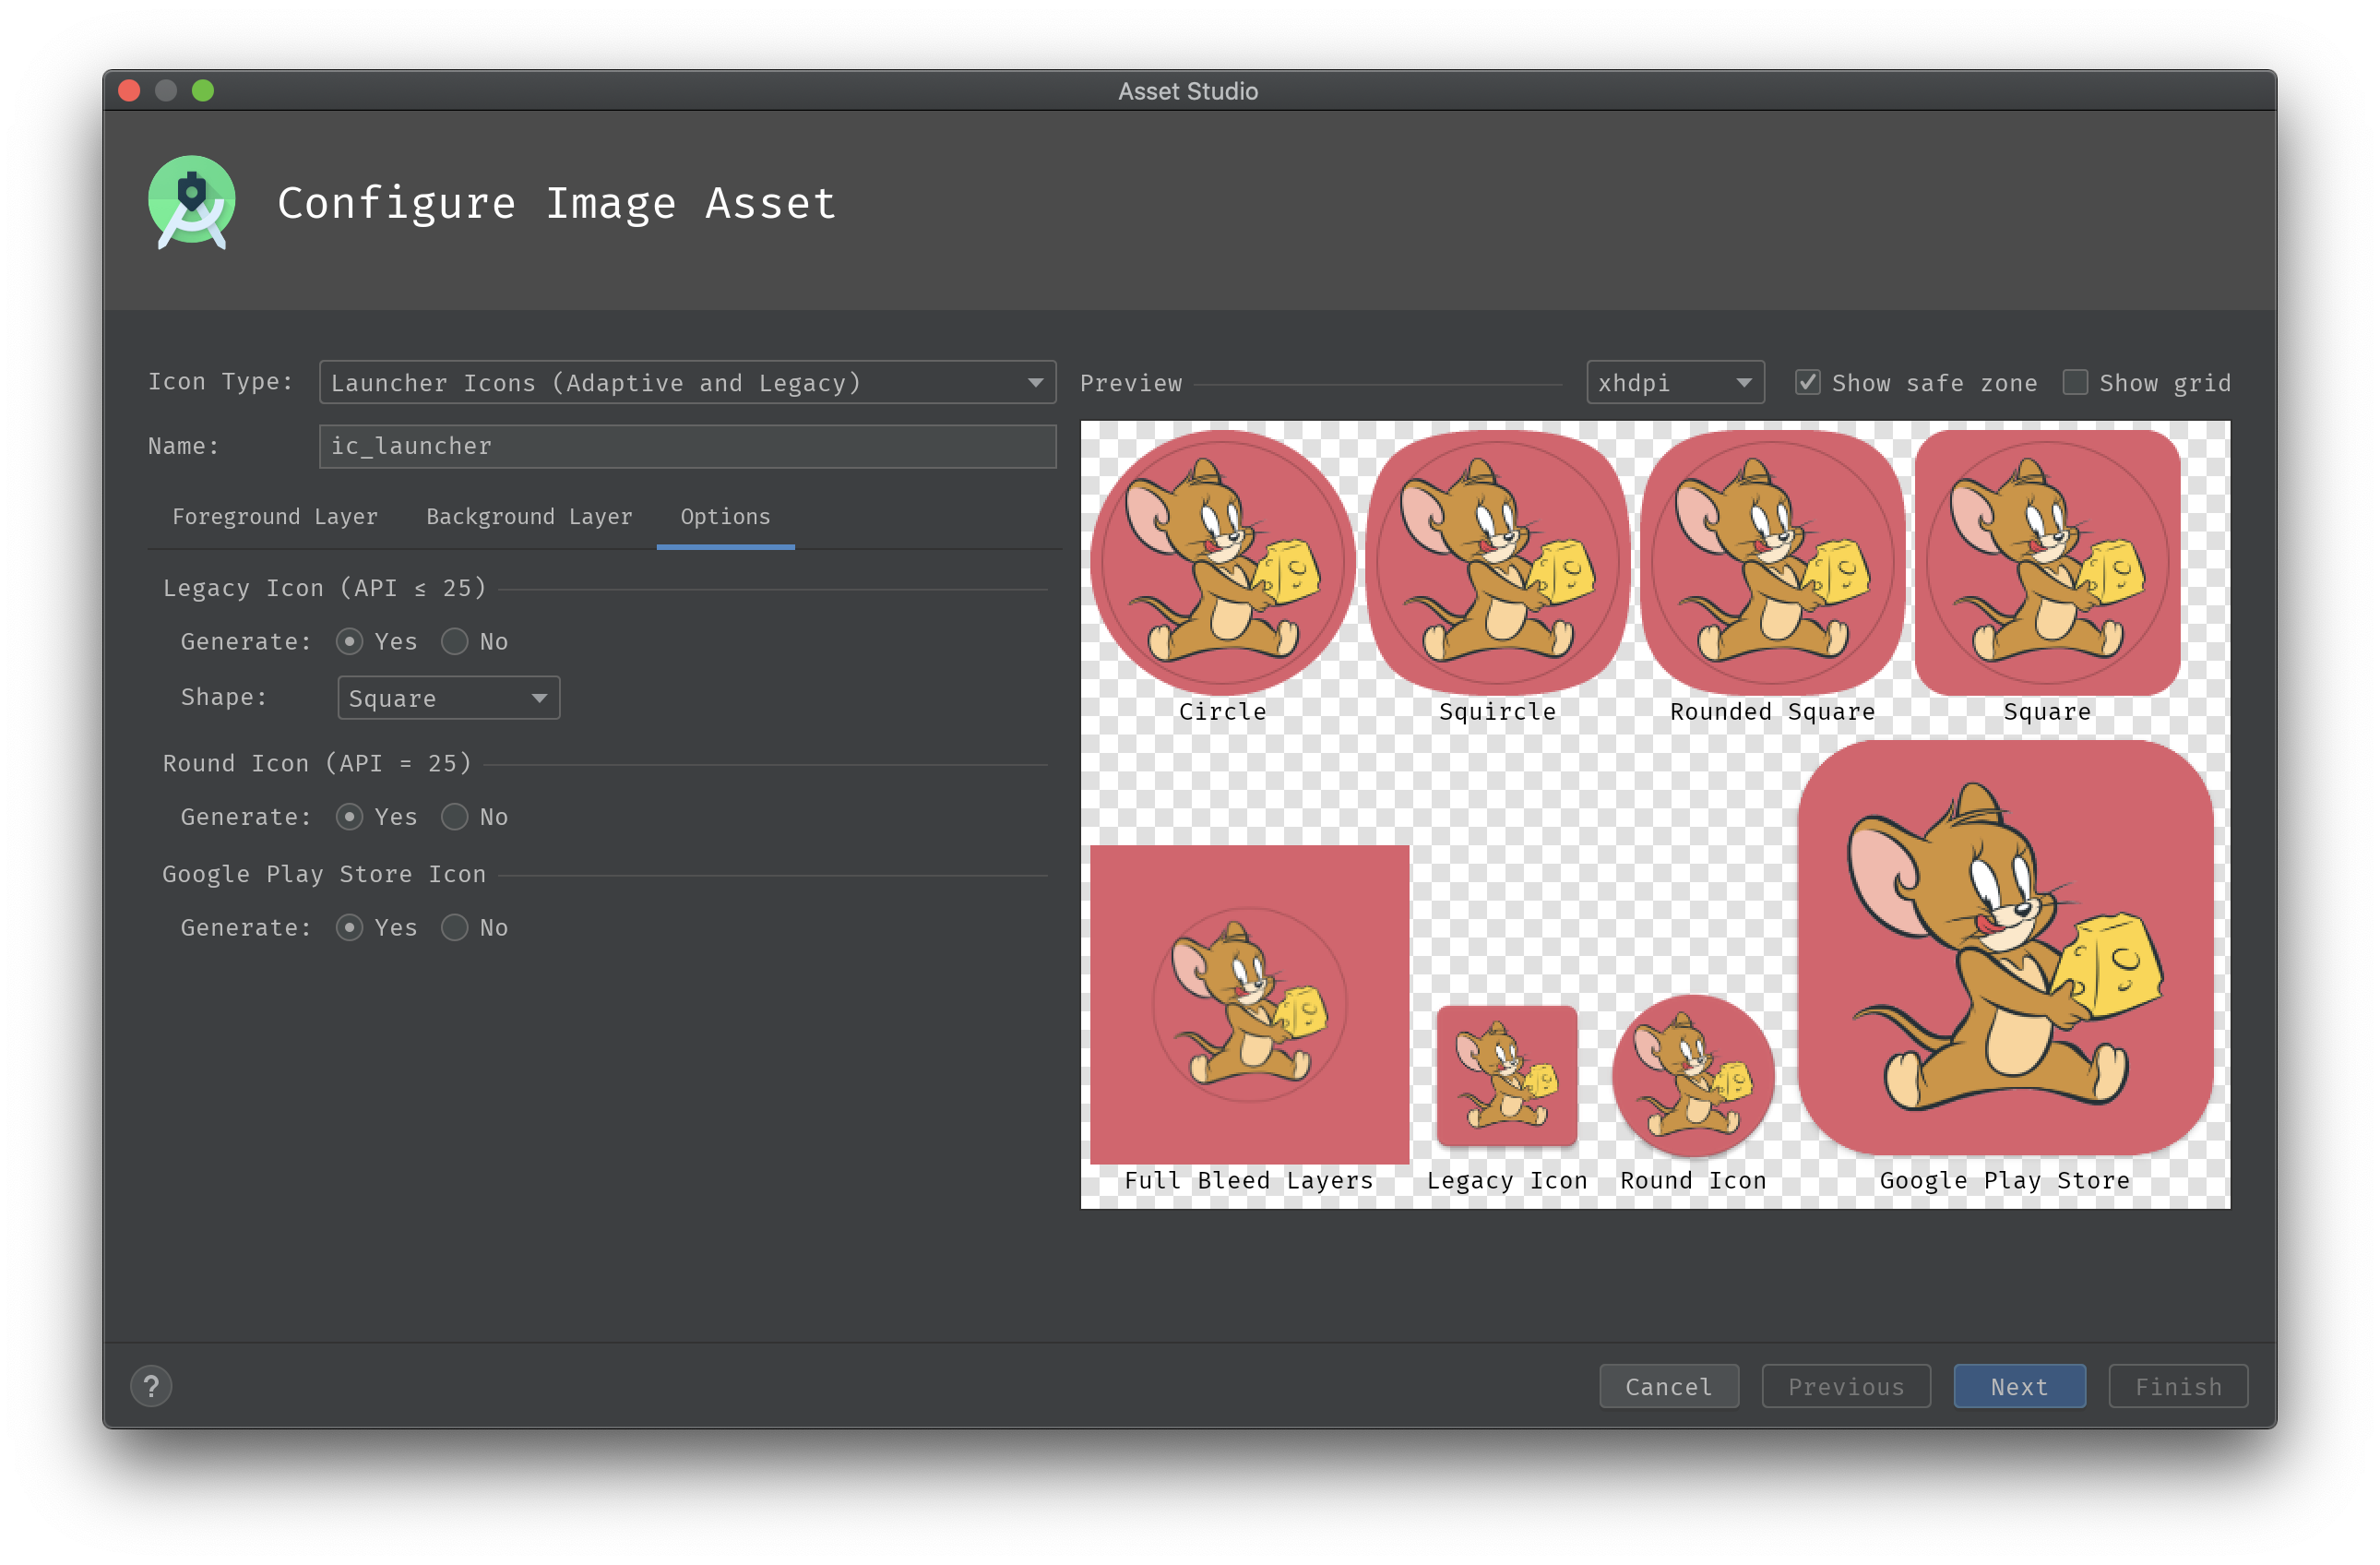 Asset Studio
Configure Image Asset
Icon Type: Launcher Icons (Adaptive and Legacy)
Name: ic_launcher
Foreground Layer Background Layer Options
Legacy Icon (API ≤ 25)
Generate: Yes No
Shape: Square
Round Icon (API = 25)
Generate: Yes No
Google Play Store Icon
Generate: Yes No
Preview xhdpi Show safe zone Show grid
Circle Squircle Rounded Square Square
Full Bleed Layers Legacy Icon Round Icon Google Play Store
? Cancel Previous Next Finish